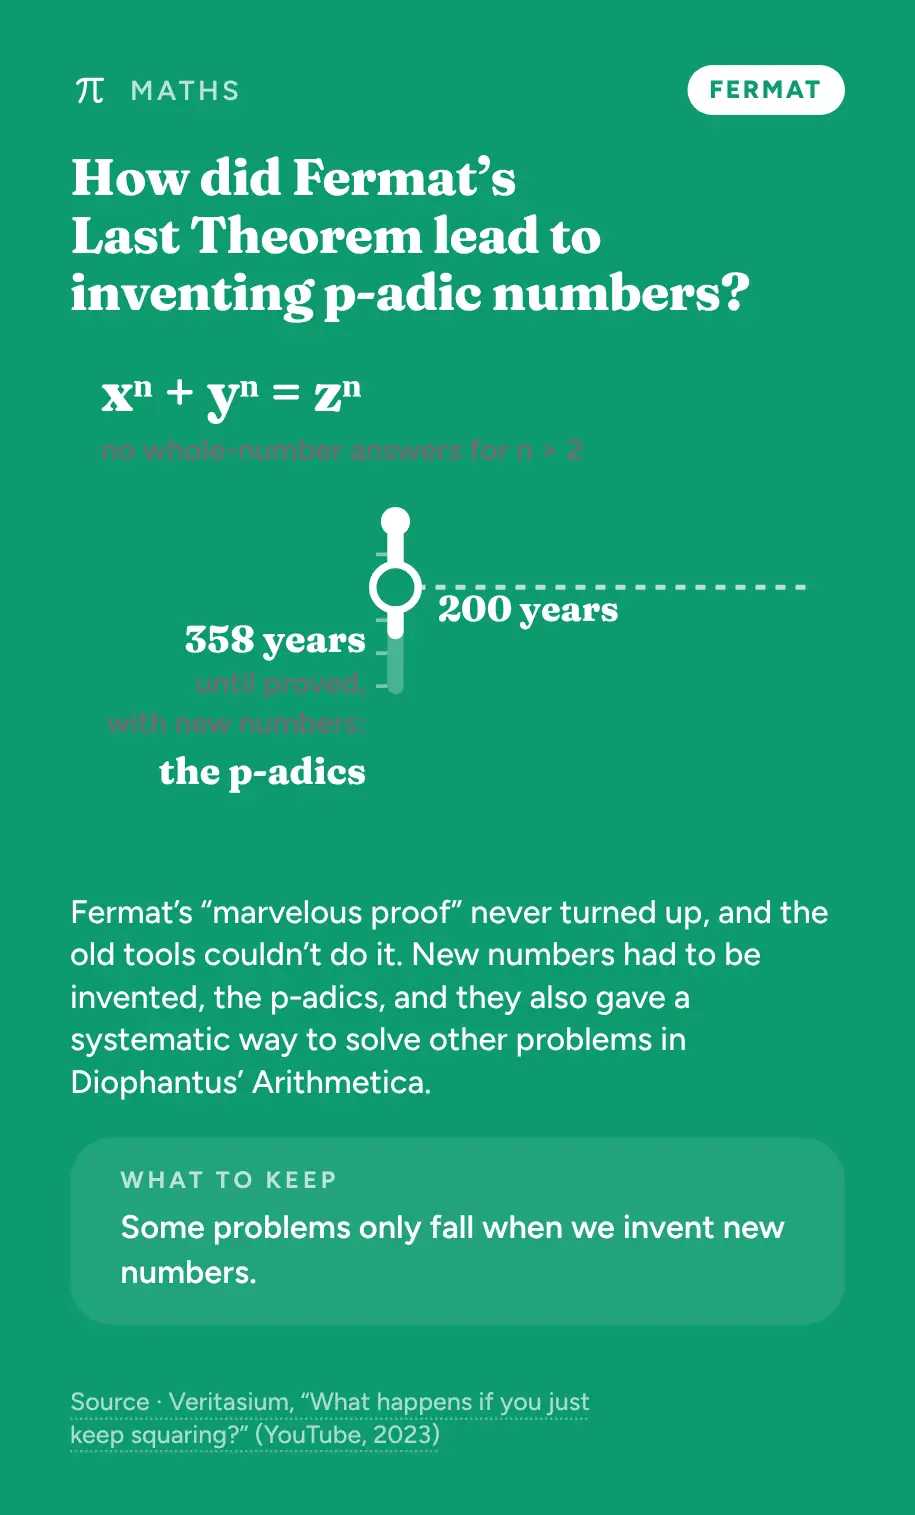 π MATHS
FERMAT
How did Fermat’s
Last Theorem lead to
inventing p-adic numbers?
xⁿ + yⁿ = zⁿ
no whole-number answers for n > 2
200 years
358 years
until proved,
with new numbers:
the p-adics
Fermat’s “marvelous proof” never turned up, and the
old tools couldn’t do it. New numbers had to be
invented, the p-adics, and they also gave a
systematic way to solve other problems in
Diophantus’ Arithmetica.
WHAT TO KEEP
Some problems only fall when we invent new
numbers.
Source · Veritasium, “What happens if you just
keep squaring?” (YouTube, 2023)